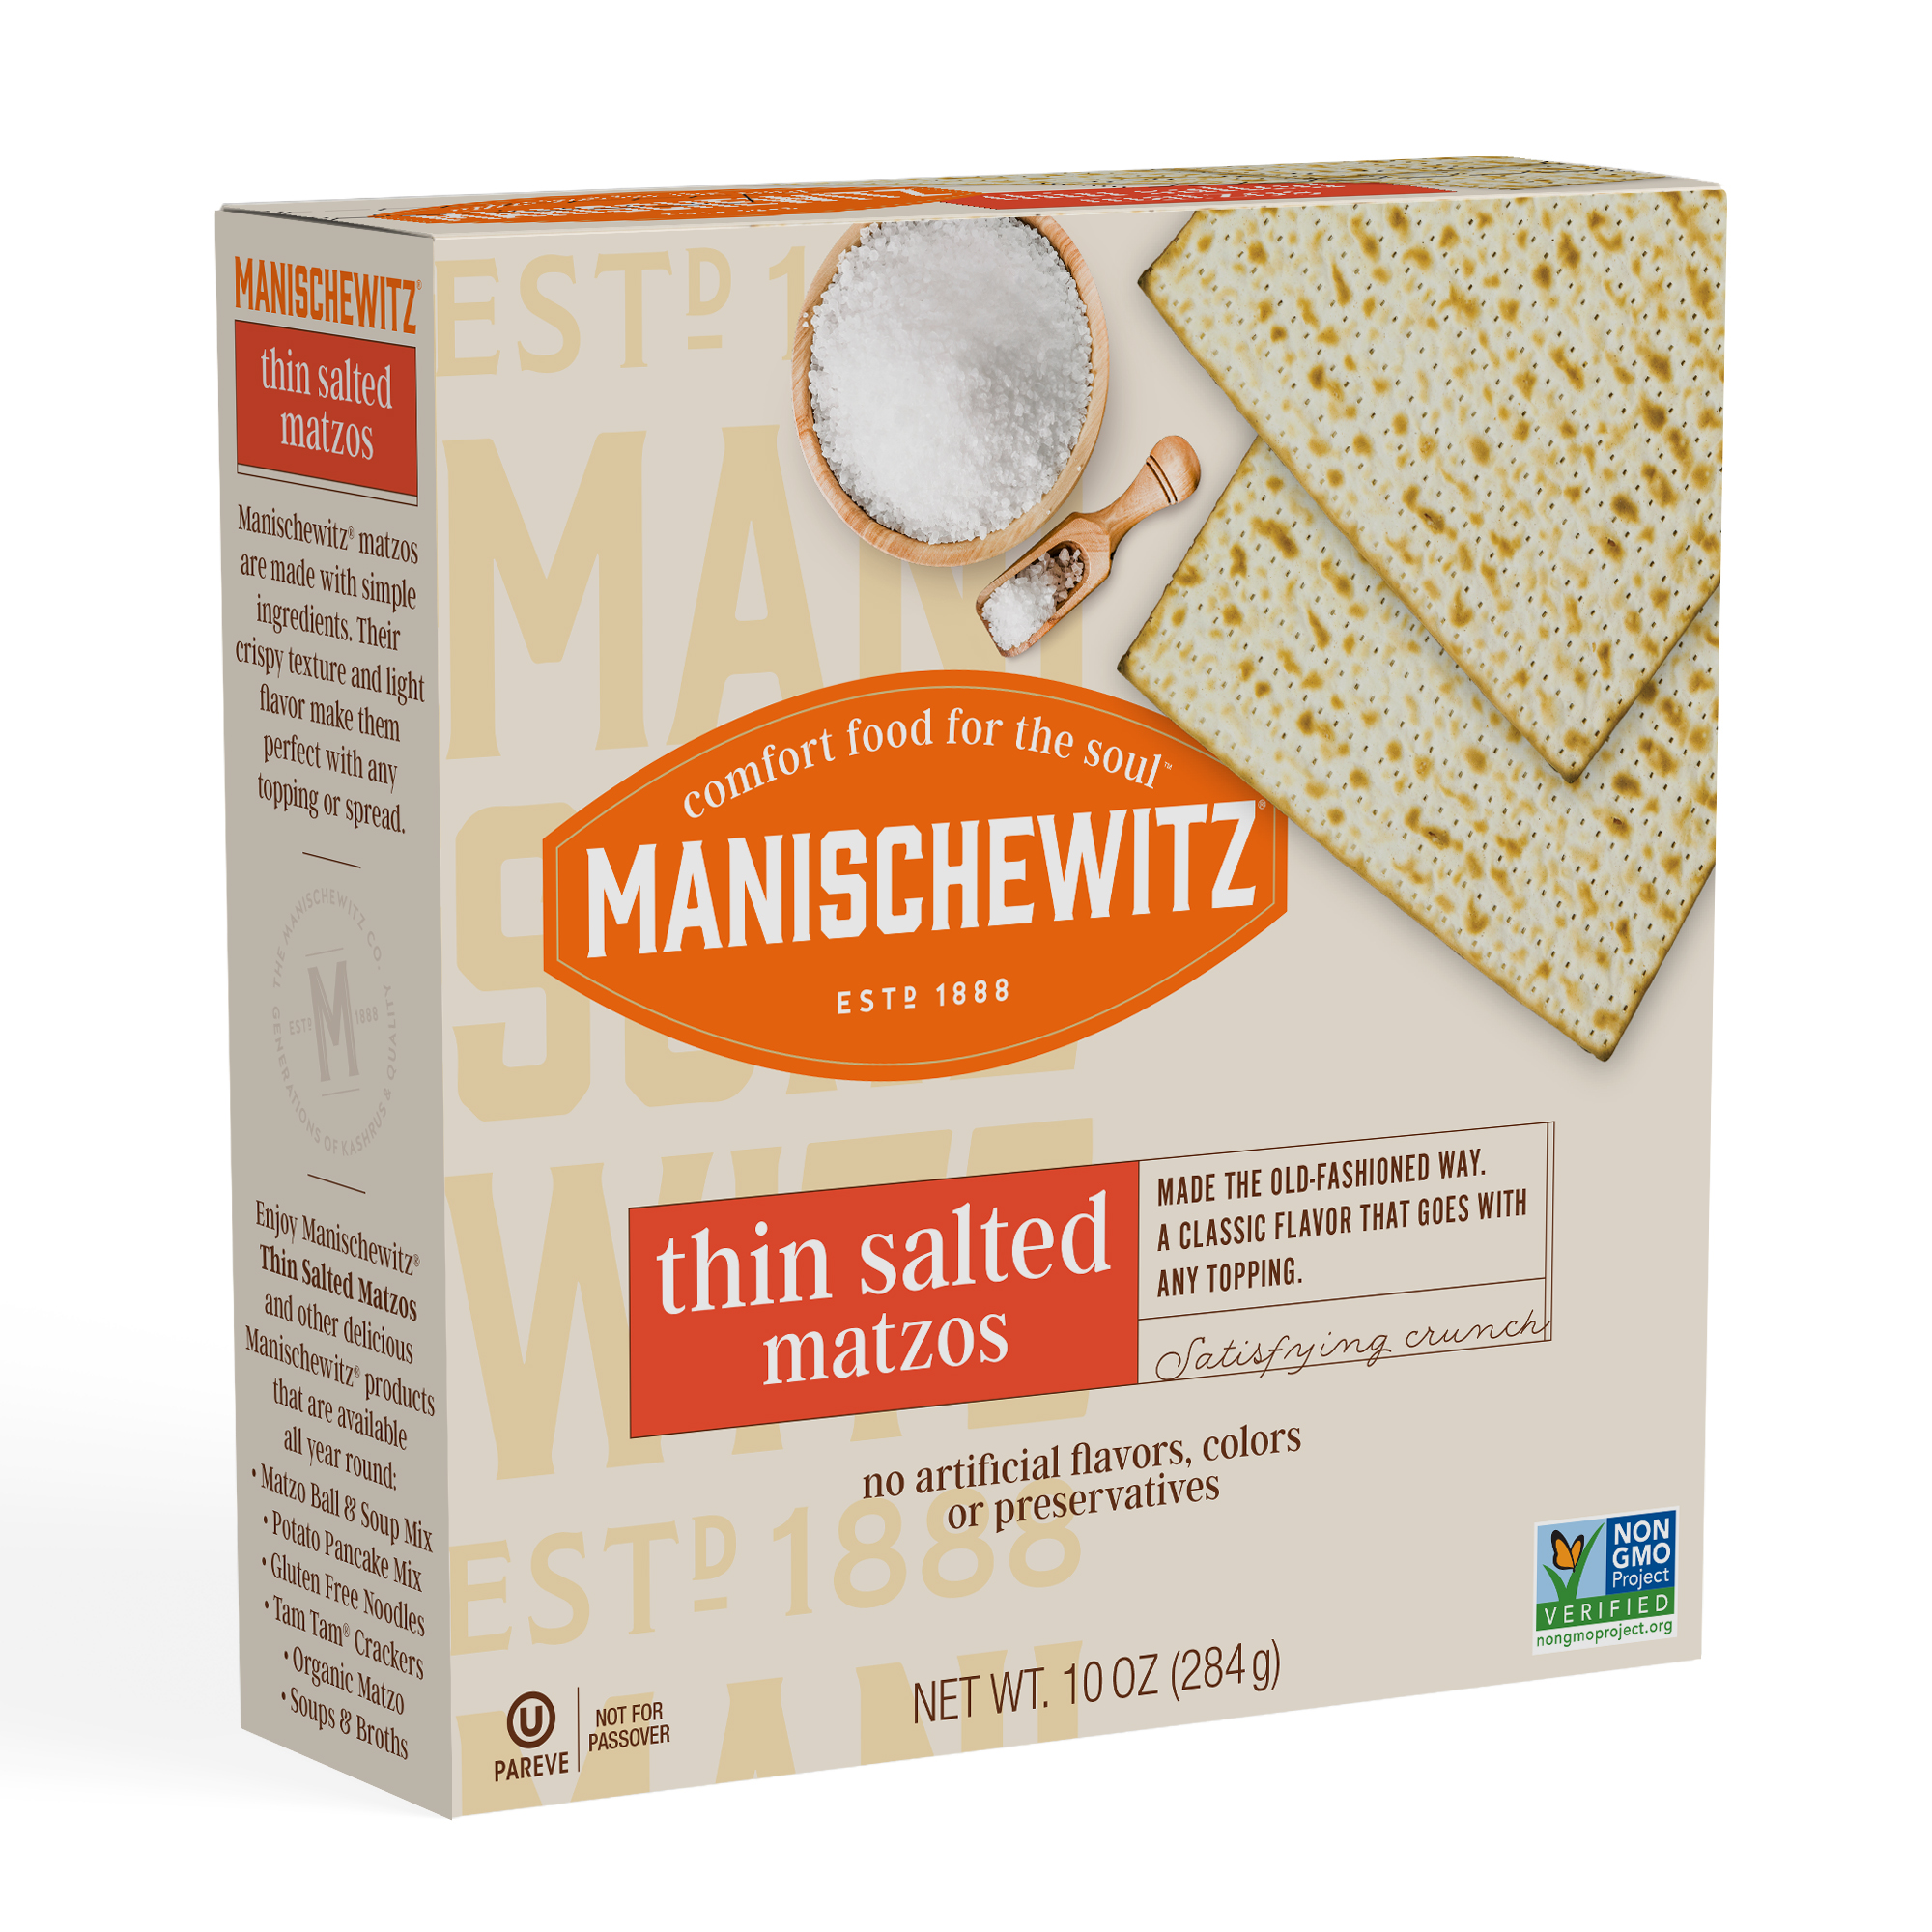 MANISCHEWITZ®
thin salted
matzos
Manischewitz® matzos
are made with simple
ingredients. Their
crispy texture and light
flavor make them
perfect with any
topping or spread.
THE MANISCHEWITZ CO. • QUALITY &
GENERATIONS OF KASHRUS
ESTD M 1888
Enjoy Manischewitz®
Thin Salted Matzos
and other delicious
Manischewitz® products
that are available
all year round:
• Matzo Ball & Soup Mix
• Potato Pancake Mix
• Gluten Free Noodles
• Tam Tam® Crackers
• Organic Matzo
• Soups & Broths
ESTD 1
MANI
SCHE
WITZ
ESTD 1888
MANI
comfort food for the soul™
MANISCHEWITZ®
ESTD 1888
thin salted
matzos
MADE THE OLD-FASHIONED WAY.
A CLASSIC FLAVOR THAT GOES WITH
ANY TOPPING.
Satisfying crunch
no artificial flavors, colors
or preservatives
NON
GMO
Project
VERIFIED
nongmoproject.org
NET WT. 10 OZ (284 g)
U
PAREVE
NOT FOR
PASSOVER